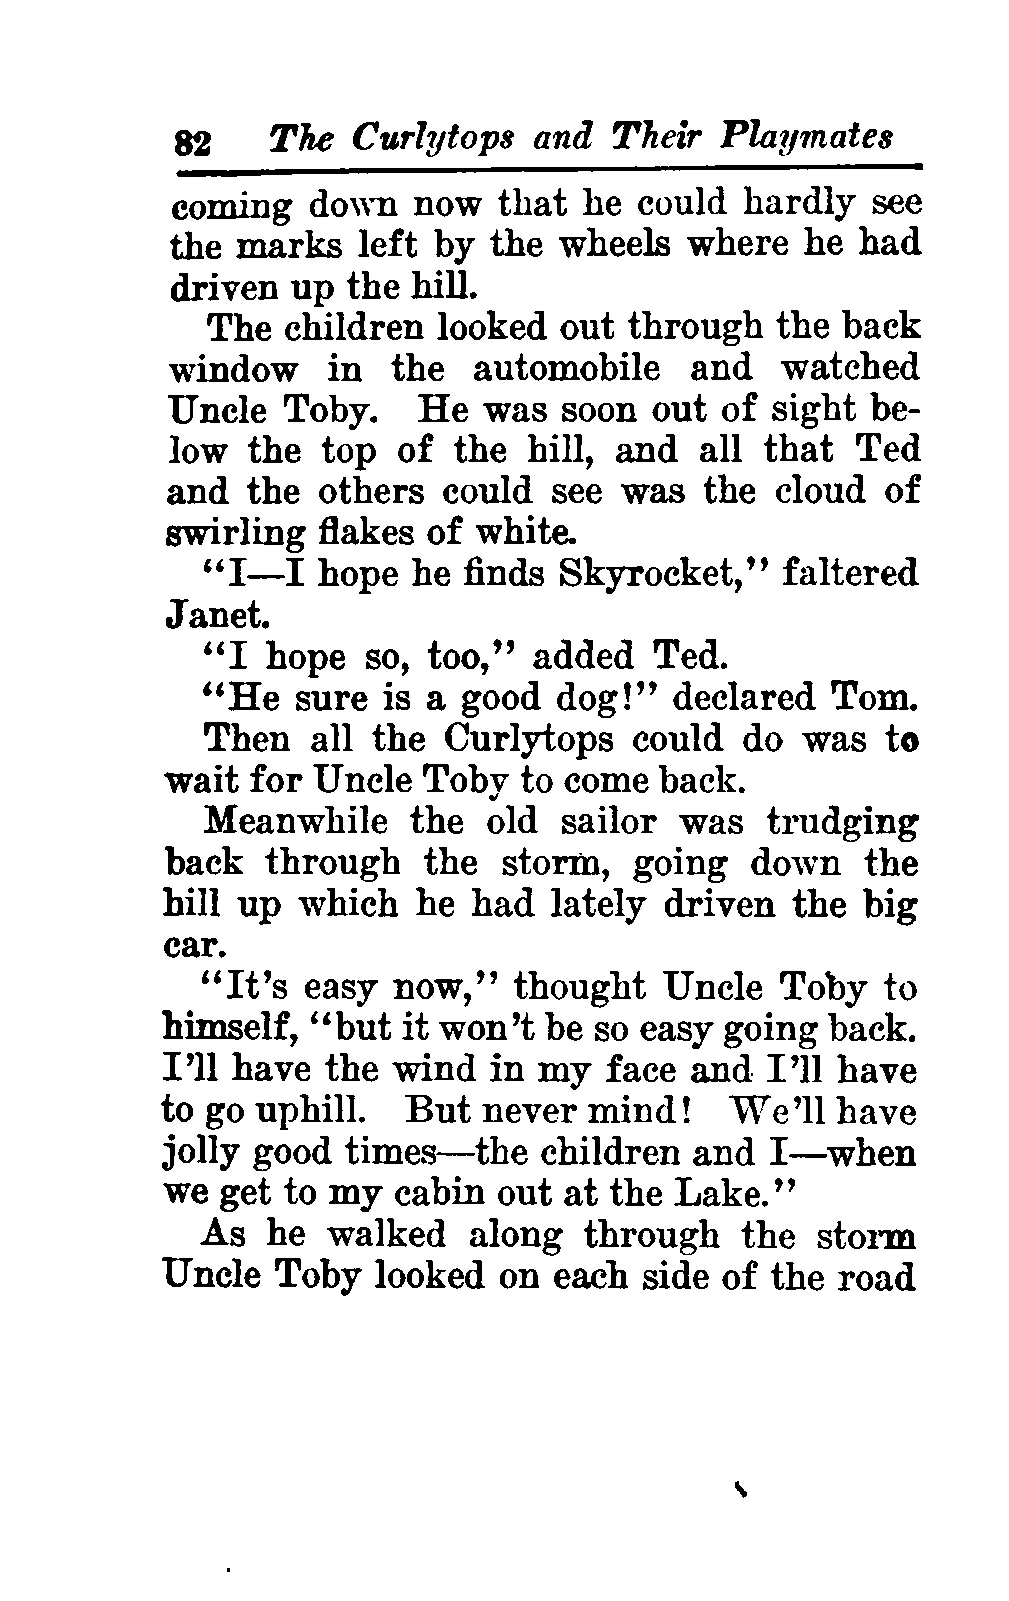 82 The Curlytops and Their Playmates
coming down now that he could hardly see
the marks left by the wheels where he had
driven up the hill.
The children looked out through the back
window in the automobile and watched
Uncle Toby. He was soon out of sight be-
low the top of the hill, and all that Ted
and the others could see was the cloud of
swirling flakes of white.
“I—I hope he finds Skyrocket,” faltered
Janet.
“I hope so, too,” added Ted.
“He sure is a good dog!” declared Tom.
Then all the Curlytops could do was to
wait for Uncle Toby to come back.
Meanwhile the old sailor was trudging
back through the storm, going down the
hill up which he had lately driven the big
car.
“It’s easy now,” thought Uncle Toby to
himself, “but it won’t be so easy going back.
I’ll have the wind in my face and I’ll have
to go uphill. But never mind! We’ll have
jolly good times—the children and I—when
we get to my cabin out at the Lake.”
As he walked along through the storm
Uncle Toby looked on each side of the road